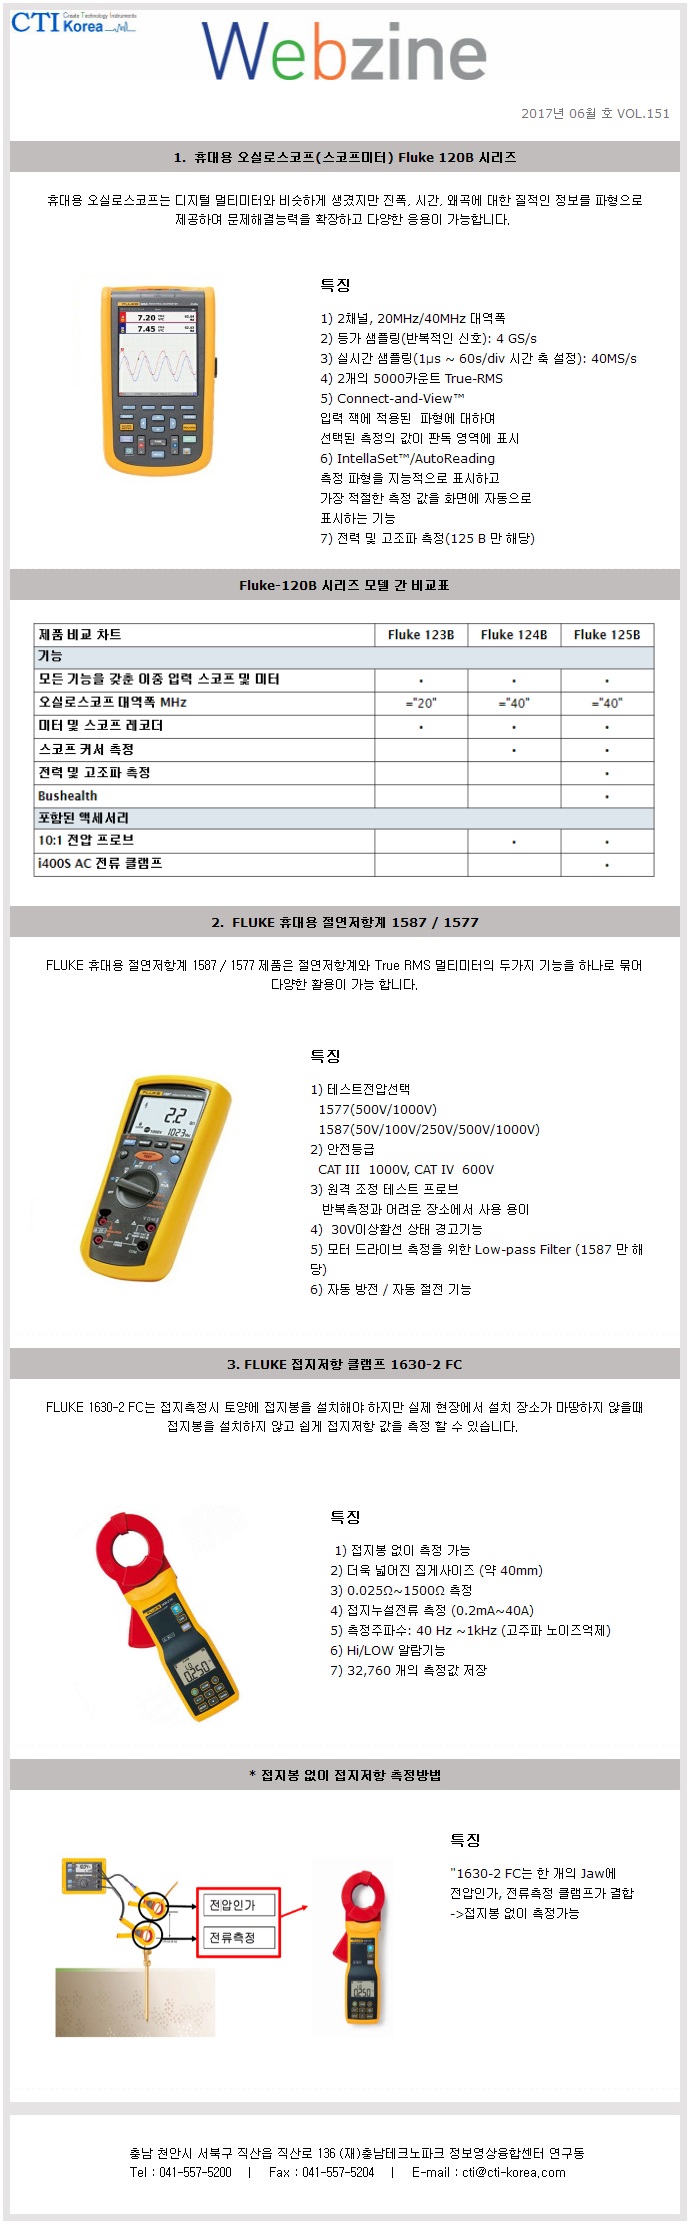 CTI Create Technology Instruments
Korea
Webzine
2017년 06월 호 VOL.151
1. 휴대용 오실로스코프(스코프미터) Fluke 120B 시리즈
휴대용 오실로스코프는 디지털 멀티미터와 비슷하게 생겼지만 진폭, 시간, 왜곡에 대한 질적인 정보를 파형으로
제공하며 문제해결능력을 확장하고 다양한 응용이 가능합니다.
7.20
7.45
특징
1) 2채널, 20MHz/40MHz 대역폭
2) 등가 샘플링(반복적인 신호): 4 GS/s
3) 실시간 샘플링(1µs ~ 60s/div 시간 축 설정): 40MS/s
4) 2개의 5000카운트 True-RMS
5) Connect-and-View™
입력 잭에 적용된 파형에 대하여
선택된 측정의 값이 판독 영역에 표시
6) IntellaSet™/AutoReading
측정 파형을 지능적으로 표시하고
가장 적절한 측정 값을 화면에 자동으로
표시하는 기능
7) 전력 및 고조파 측정(125 B 만 해당)
Fluke-120B 시리즈 모델 간 비교표
제품 비교 차트 Fluke 123B Fluke 124B Fluke 125B
기능
모든 기능을 갖춘 이중 입력 스코프 및 미터 • • •
오실로스코프 대역폭 MHz ="20" ="40" ="40"
미터 및 스코프 레코더 • • •
스코프 커서 측정 • •
전력 및 고조파 측정 •
Bushealth •
포함된 액세서리
10:1 전압 프로브 • •
i400S AC 전류 클램프 •
2. FLUKE 휴대용 절연저항계 1587 / 1577
FLUKE 휴대용 절연저항계 1587 / 1577 제품은 절연저항계와 True RMS 멀티미터의 두가지 기능을 하나로 묶어
다양한 활용이 가능 합니다.
FLUKE
2.2
1023
특징
1) 테스트전압선택
1577(500V/1000V)
1587(50V/100V/250V/500V/1000V)
2) 안전등급
CAT III 1000V, CAT IV 600V
3) 원격 조정 테스트 프로브
반복측정과 어려운 장소에서 사용 용이
4) 30V이상활선 상태 경고기능
5) 모터 드라이브 측정을 위한 Low-pass Filter (1587 만 해
당)
6) 자동 방전 / 자동 절전 기능
3. FLUKE 접지저항 클램프 1630-2 FC
FLUKE 1630-2 FC는 접지측정시 토양에 접지봉을 설치해야 하지만 실제 현장에서 설치 장소가 마땅하지 않을때
접지봉을 설치하지 않고 쉽게 접지저항 값을 측정 할 수 있습니다.
0.250
특징
1) 접지봉 없이 측정 가능
2) 더욱 넓어진 집게사이즈 (약 40mm)
3) 0.025Ω~1500Ω 측정
4) 접지누설전류 측정 (0.2mA~40A)
5) 측정주파수: 40 Hz ~1kHz (고주파 노이즈억제)
6) Hi/LOW 알람기능
7) 32,760 개의 측정값 저장
* 접지봉 없이 접지저항 측정방법
전압인가
전류측정
0.250
특징
"1630-2 FC는 한 개의 Jaw에
전압인가, 전류측정 클램프가 결합
->접지봉 없이 측정가능
충남 천안시 서북구 직산읍 직산로 136 (재)충남테크노파크 정보영상융합센터 연구동
Tel : 041-557-5200 | Fax : 041-557-5204 | E-mail : cti@cti-korea.com